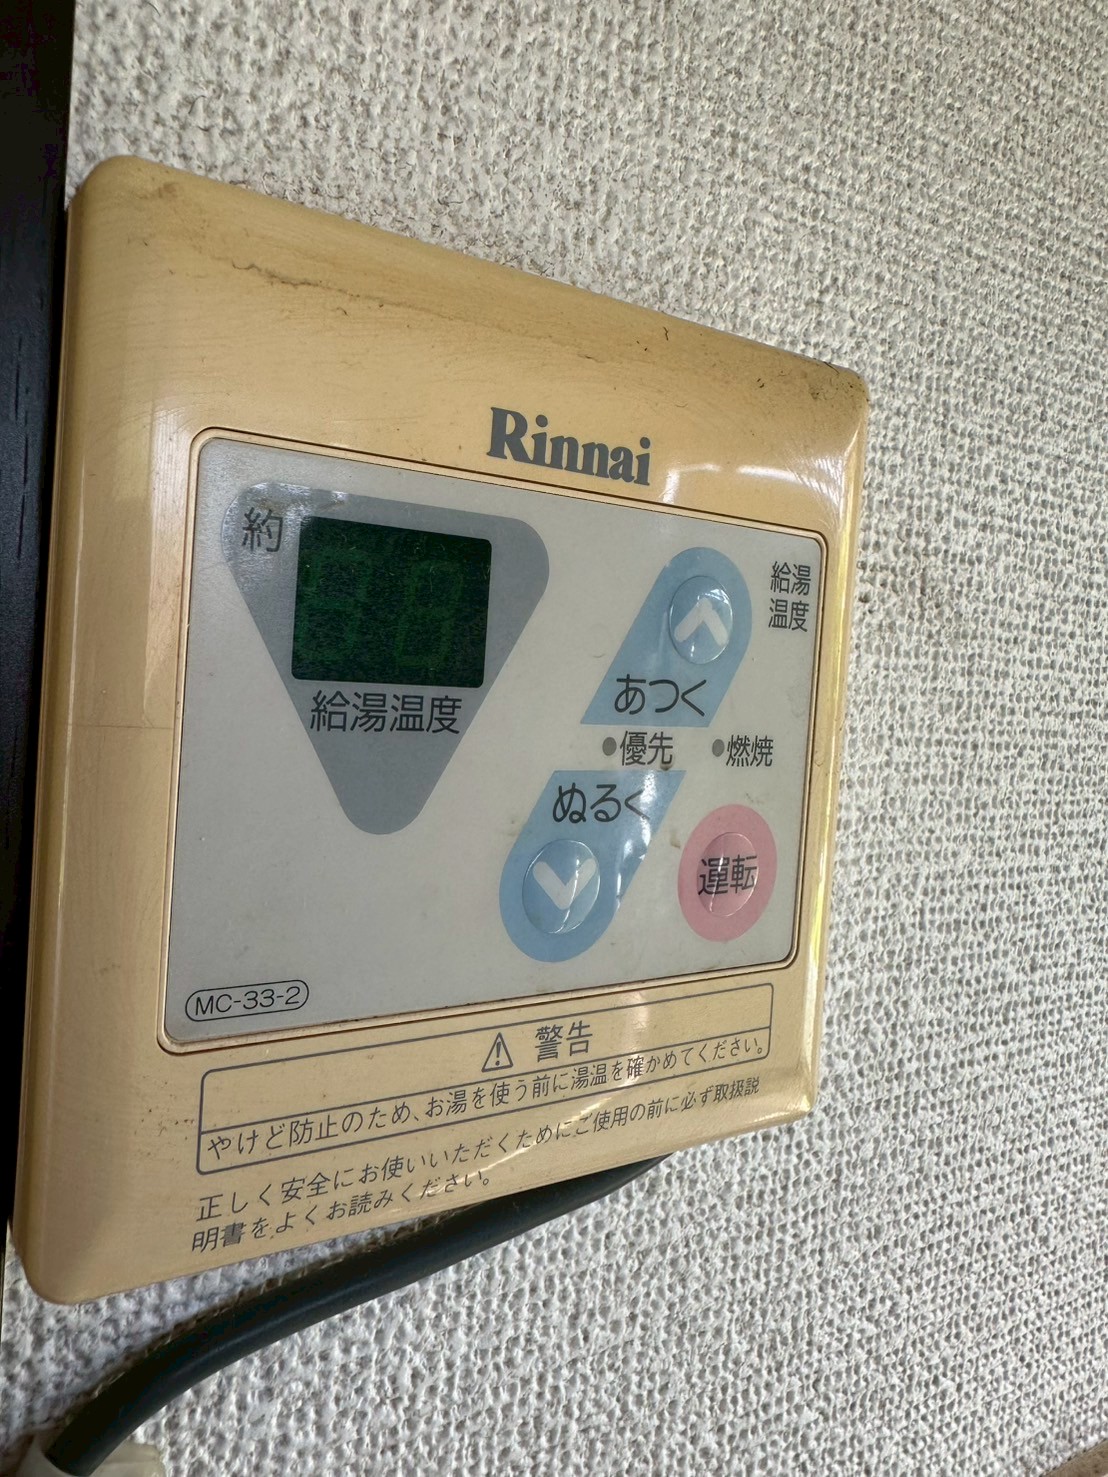 Rinnai
約
給湯温度
給湯
温度
あつく
優先
燃焼
ぬるく
運転
MC-33-2
警告
やけど防止のため、お湯を使う前に湯温を確かめてください。
正しく安全にお使いいただくためにご使用の前に必ず取扱説
明書をよくお読みください。